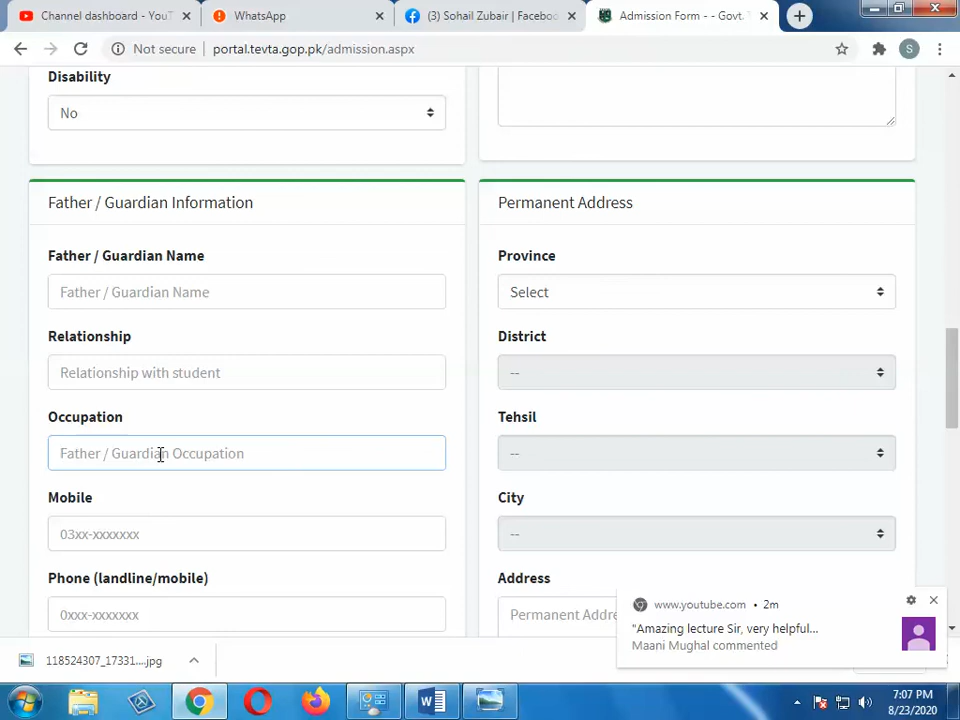 Channel dashboard - YouT
WhatsApp
(3) Sohail Zubair | Faceboo
Admission Form - - Govt.
Not secure
portal.tevta.gop.pk/admission.aspx
S
Disability
No
Father / Guardian Information
Father / Guardian Name
Father / Guardian Name
Relationship
Relationship with student
Occupation
Father / Guardian Occupation
Mobile
03xx-xxxxxxx
Phone (landline/mobile)
0xxx-xxxxxxx
Permanent Address
Province
Select
District
--
Tehsil
--
City
--
Address
Permanent Addre
www.youtube.com • 2m
"Amazing lecture Sir, very helpful...
Maani Mughal commented
118524307_17331....jpg
7:07 PM
8/23/2020